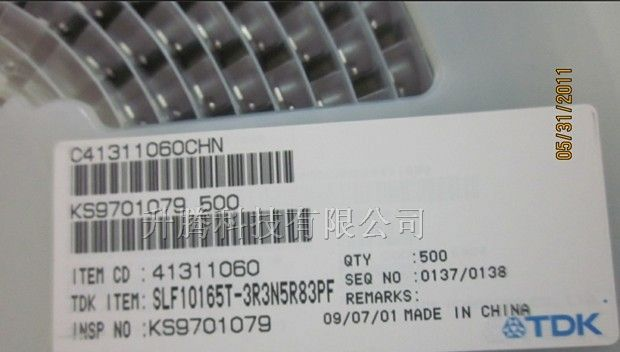 05/31/2011
C41311060CHN
KS9701079 500
升腾科技有限公司
ITEM CD : 41311060
TDK ITEM: SLF10165T-3R3N5R83PF
INSP NO : KS9701079
QTY :500
SEQ NO :0137/0138
REMARKS:
09/07/01 MADE IN CHINA
TDK